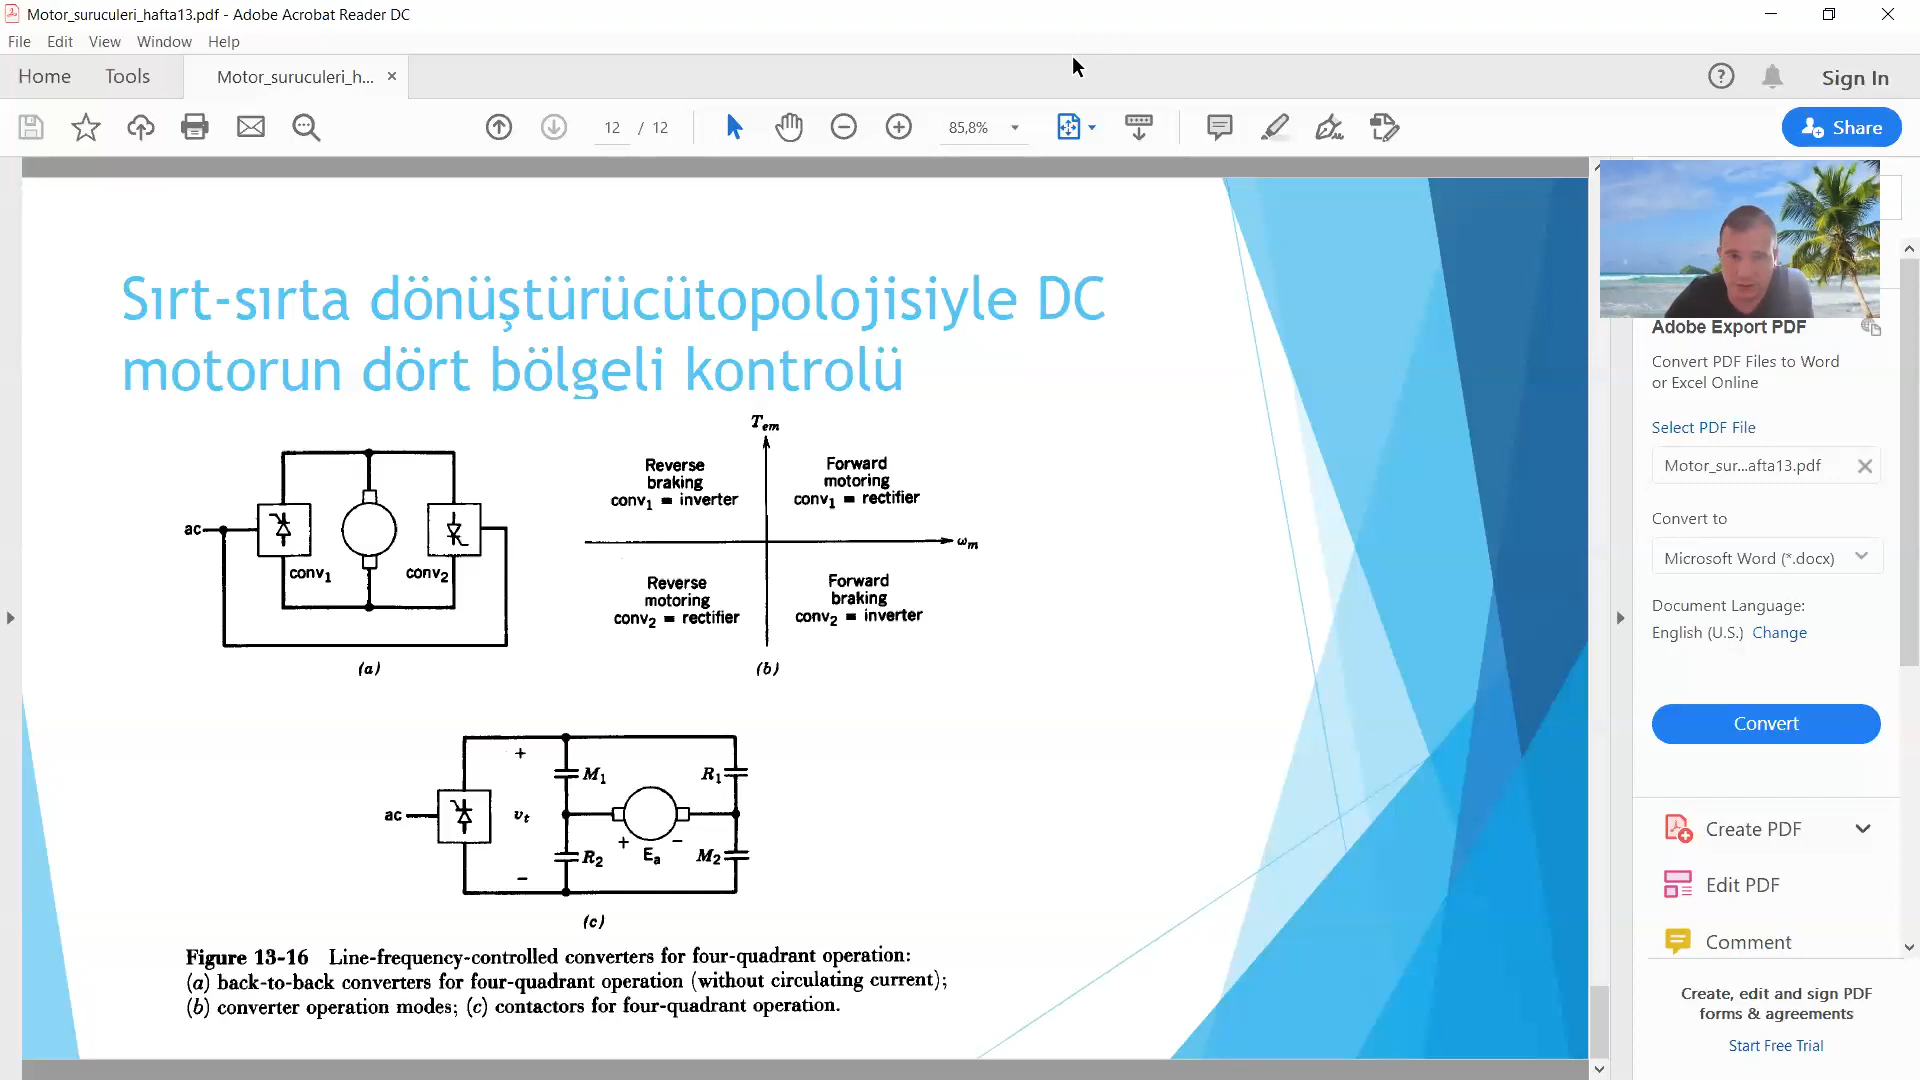 Motor_suruculeri_hafta13.pdf - Adobe Acrobat Reader DC
File Edit View Window Help
Home Tools Motor_suruculeri_h... ×
Sign In
12 / 12
85,8%
Share
Sırt-sırta dönüştürücütopolojisiyle DC
motorun dört bölgeli kontrolü
ac
conv1
conv2
(a)
Tem
Reverse
braking
conv1 = inverter
Forward
motoring
conv1 = rectifier
ωm
Reverse
motoring
conv2 = rectifier
Forward
braking
conv2 = inverter
(b)
ac
+
vt
−
M1
R1
R2
M2
+ Ea −
(c)
Figure 13-16 Line-frequency-controlled converters for four-quadrant operation:
(a) back-to-back converters for four-quadrant operation (without circulating current);
(b) converter operation modes; (c) contactors for four-quadrant operation.
Adobe Export PDF
Convert PDF Files to Word
or Excel Online
Select PDF File
Motor_sur...afta13.pdf
Convert to
Microsoft Word (*.docx)
Document Language:
English (U.S.) Change
Convert
Create PDF
Edit PDF
Comment
Create, edit and sign PDF
forms & agreements
Start Free Trial